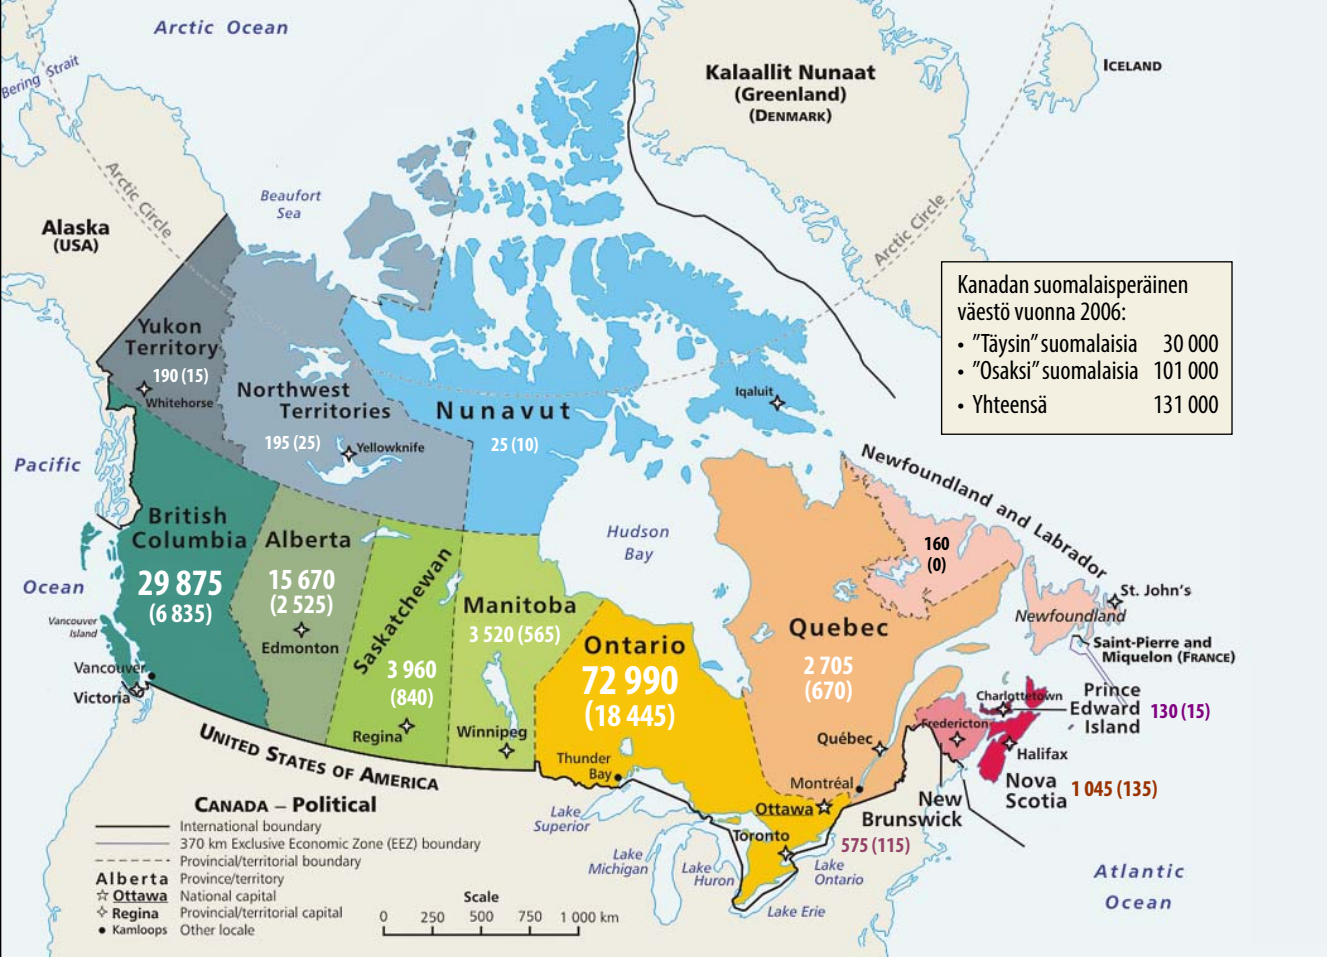 Arctic Ocean
Bering Strait
Arctic Circle
Beaufort
Sea
Alaska
(USA)
Kalaallit Nunaat
(Greenland)
(DENMARK)
ICELAND
Arctic Circle
Kanadan suomalaisperäinen
väestö vuonna 2006:
• ”Täysin” suomalaisia 30 000
• ”Osaksi” suomalaisia 101 000
• Yhteensä 131 000
Yukon
Territory
190 (15)
Whitehorse
Northwest
Territories
195 (25)
Yellowknife
Nunavut
25 (10)
Iqaluit
Pacific
Ocean
British
Columbia
29 875
(6 835)
Vancouver
Island
Vancouver
Victoria
Alberta
15 670
(2 525)
Edmonton
Saskatchewan
3 960
(840)
Regina
Manitoba
3 520 (565)
Winnipeg
Hudson
Bay
Ontario
72 990
(18 445)
Thunder
Bay
Ottawa
Toronto
Quebec
2 705
(670)
Québec
Montréal
Newfoundland and Labrador
160
(0)
St. John's
Newfoundland
Saint-Pierre and
Miquelon (FRANCE)
Charlottetown
Prince
Edward
Island
130 (15)
Fredericton
Halifax
Nova
Scotia
1 045 (135)
New
Brunswick
575 (115)
UNITED STATES OF AMERICA
Lake
Superior
Lake
Michigan
Lake
Huron
Lake
Ontario
Lake Erie
Atlantic
Ocean
CANADA – Political
International boundary
370 km Exclusive Economic Zone (EEZ) boundary
Provincial/territorial boundary
Alberta Province/territory
Ottawa National capital
Regina Provincial/territorial capital
• Kamloops Other locale
Scale
0 250 500 750 1 000 km